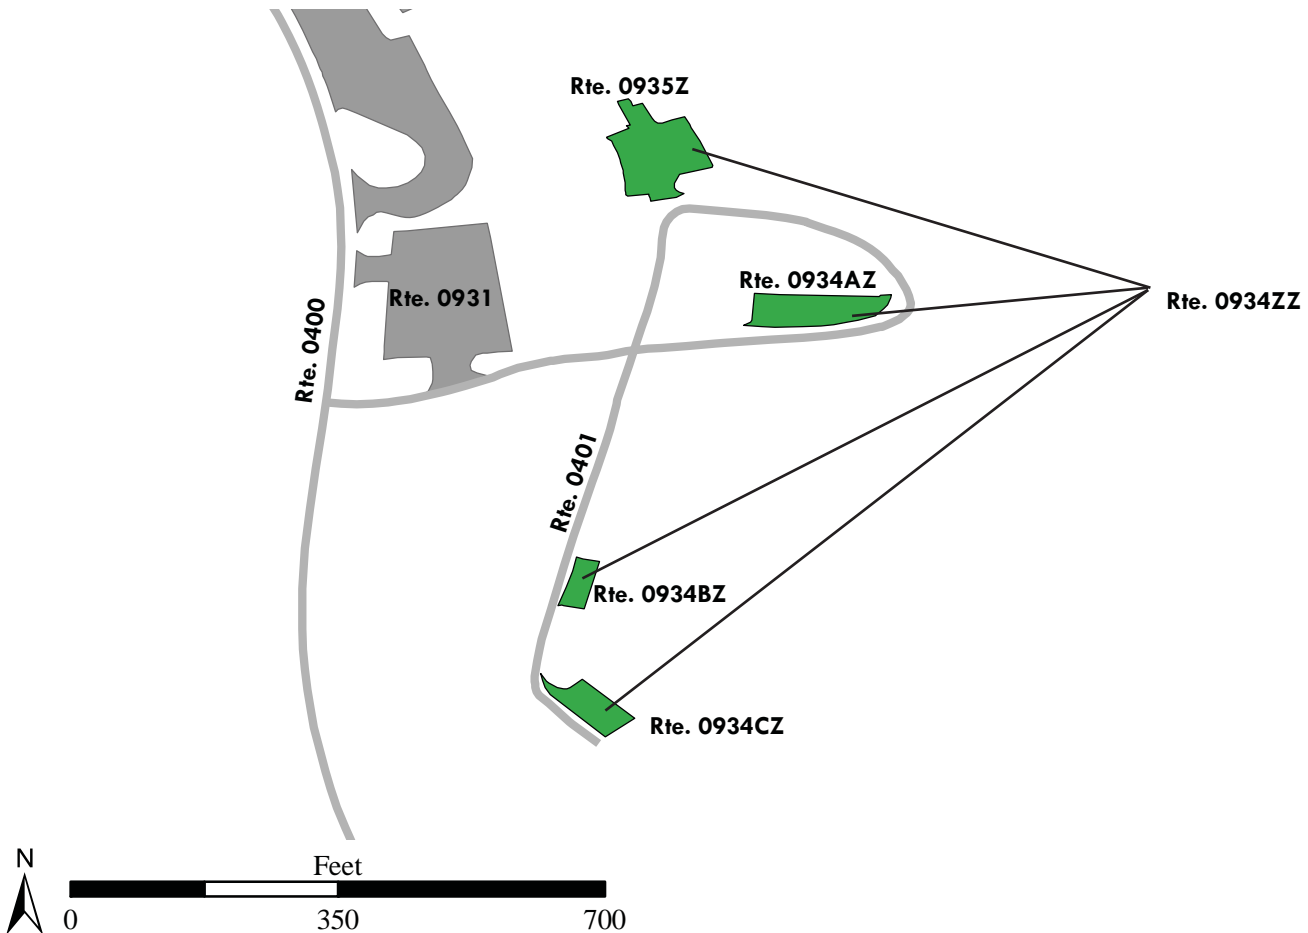 Rte. 0935Z
Rte. 0934AZ
Rte. 0931
Rte. 0934ZZ
Rte. 0400
Rte. 0401
Rte. 0934BZ
Rte. 0934CZ
N
Feet
0 350 700